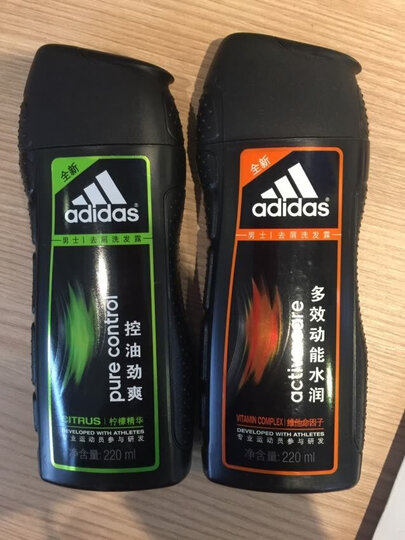 全新
adidas
男士 | 去屑洗发露
pure control
控油劲爽
CITRUS | 柠檬精华
DEVELOPED WITH ATHLETES
专业运动员参与研发
净含量: 220 ml
全新
adidas
男士 | 去屑洗发露
active care
多效动能水润
VITAMIN COMPLEX | 维他命因子
DEVELOPED WITH ATHLETES
专业运动员参与研发
净含量: 220 ml